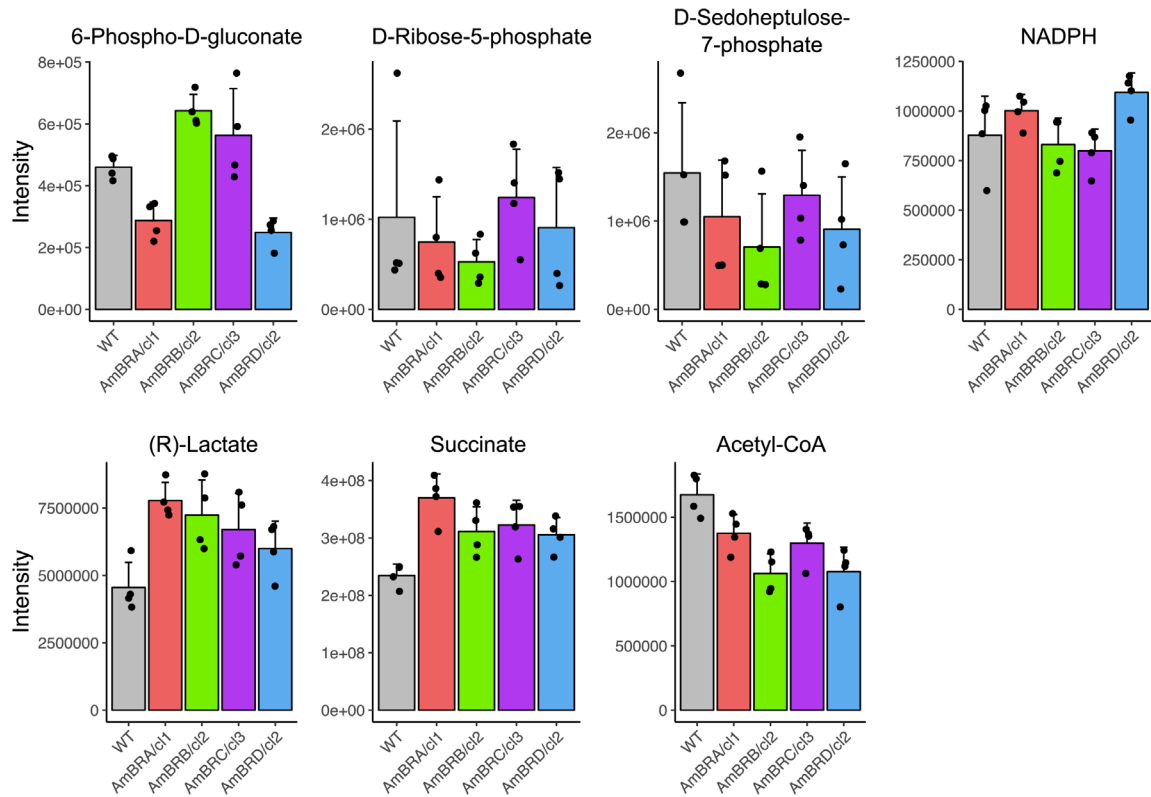 6-Phospho-D-gluconate
D-Ribose-5-phosphate
D-Sedoheptulose-
7-phosphate
NADPH
Intensity
8e+05
6e+05
4e+05
2e+05
0e+00
WT
AmBRA/cl1
AmBRB/cl2
AmBRC/cl3
AmBRD/cl2
2e+06
1e+06
0e+00
WT
AmBRA/cl1
AmBRB/cl2
AmBRC/cl3
AmBRD/cl2
2e+06
1e+06
0e+00
WT
AmBRA/cl1
AmBRB/cl2
AmBRC/cl3
AmBRD/cl2
1250000
1000000
750000
500000
250000
0
WT
AmBRA/cl1
AmBRB/cl2
AmBRC/cl3
AmBRD/cl2
(R)-Lactate
Succinate
Acetyl-CoA
Intensity
7500000
5000000
2500000
0
WT
AmBRA/cl1
AmBRB/cl2
AmBRC/cl3
AmBRD/cl2
4e+08
3e+08
2e+08
1e+08
0e+00
WT
AmBRA/cl1
AmBRB/cl2
AmBRC/cl3
AmBRD/cl2
1500000
1000000
500000
0
WT
AmBRA/cl1
AmBRB/cl2
AmBRC/cl3
AmBRD/cl2